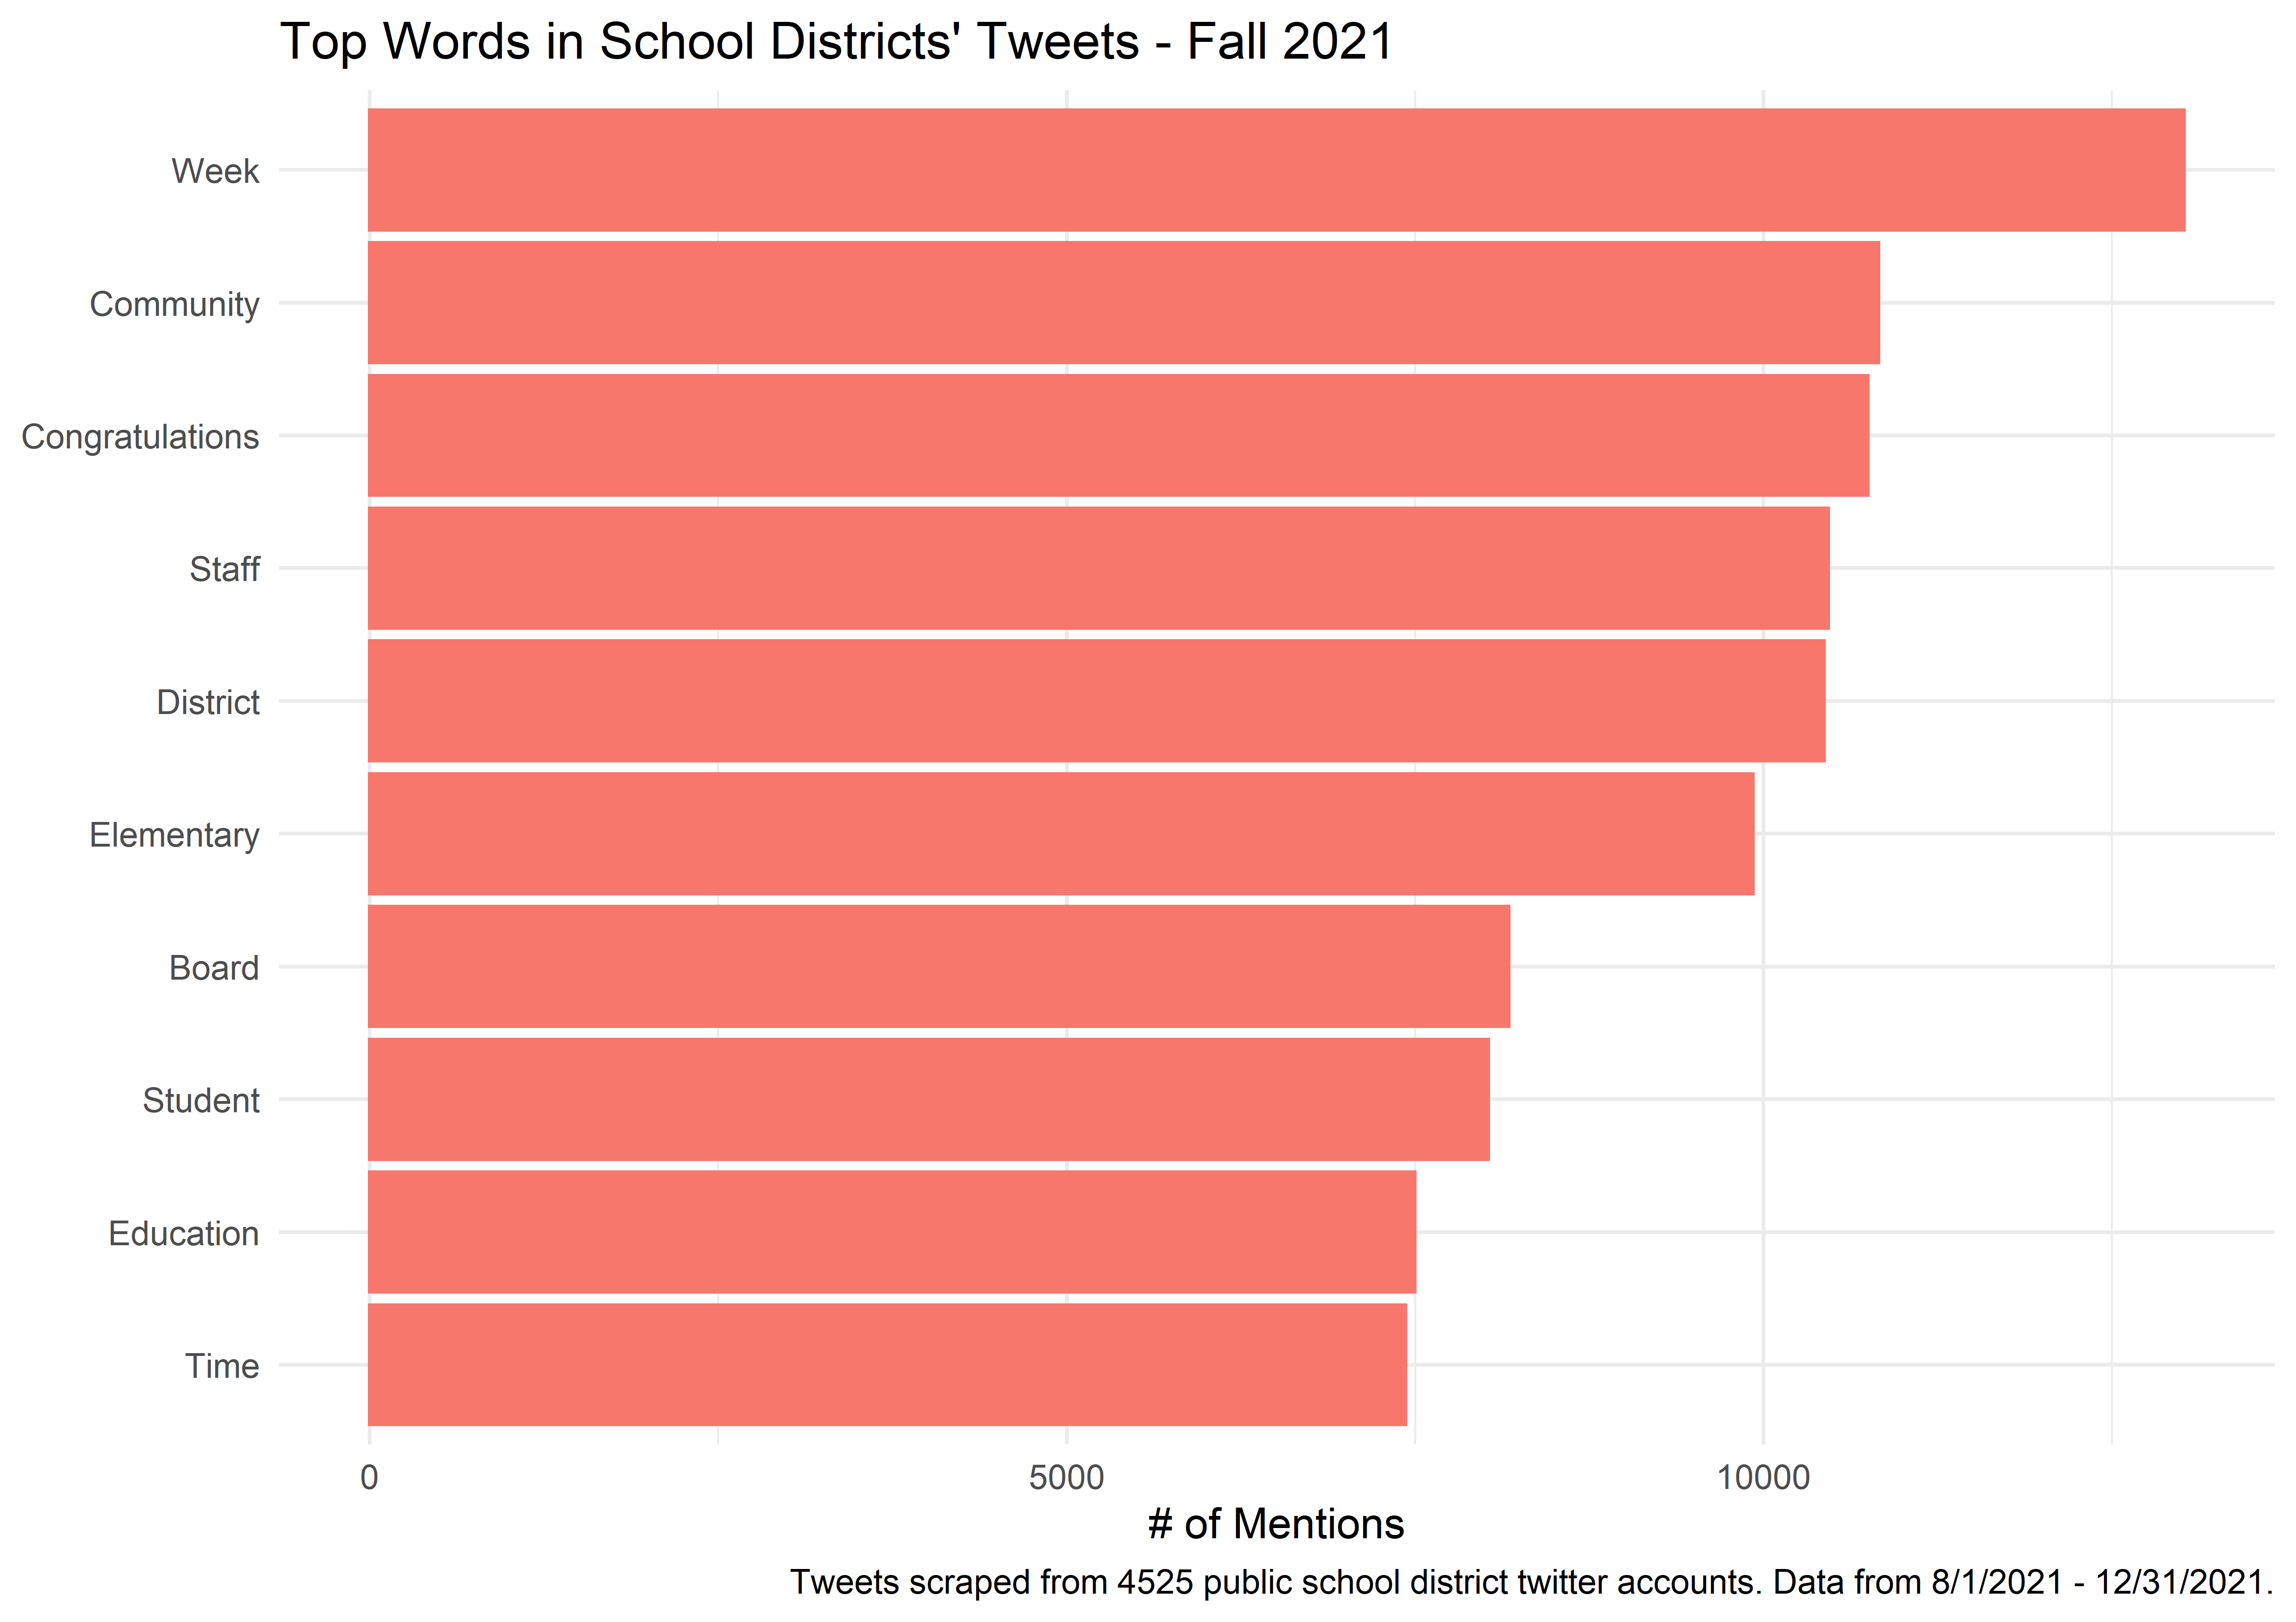 Top Words in School Districts' Tweets - Fall 2021
Week
Community
Congratulations
Staff
District
Elementary
Board
Student
Education
Time
0 5000 10000
# of Mentions
Tweets scraped from 4525 public school district twitter accounts. Data from 8/1/2021 - 12/31/2021.